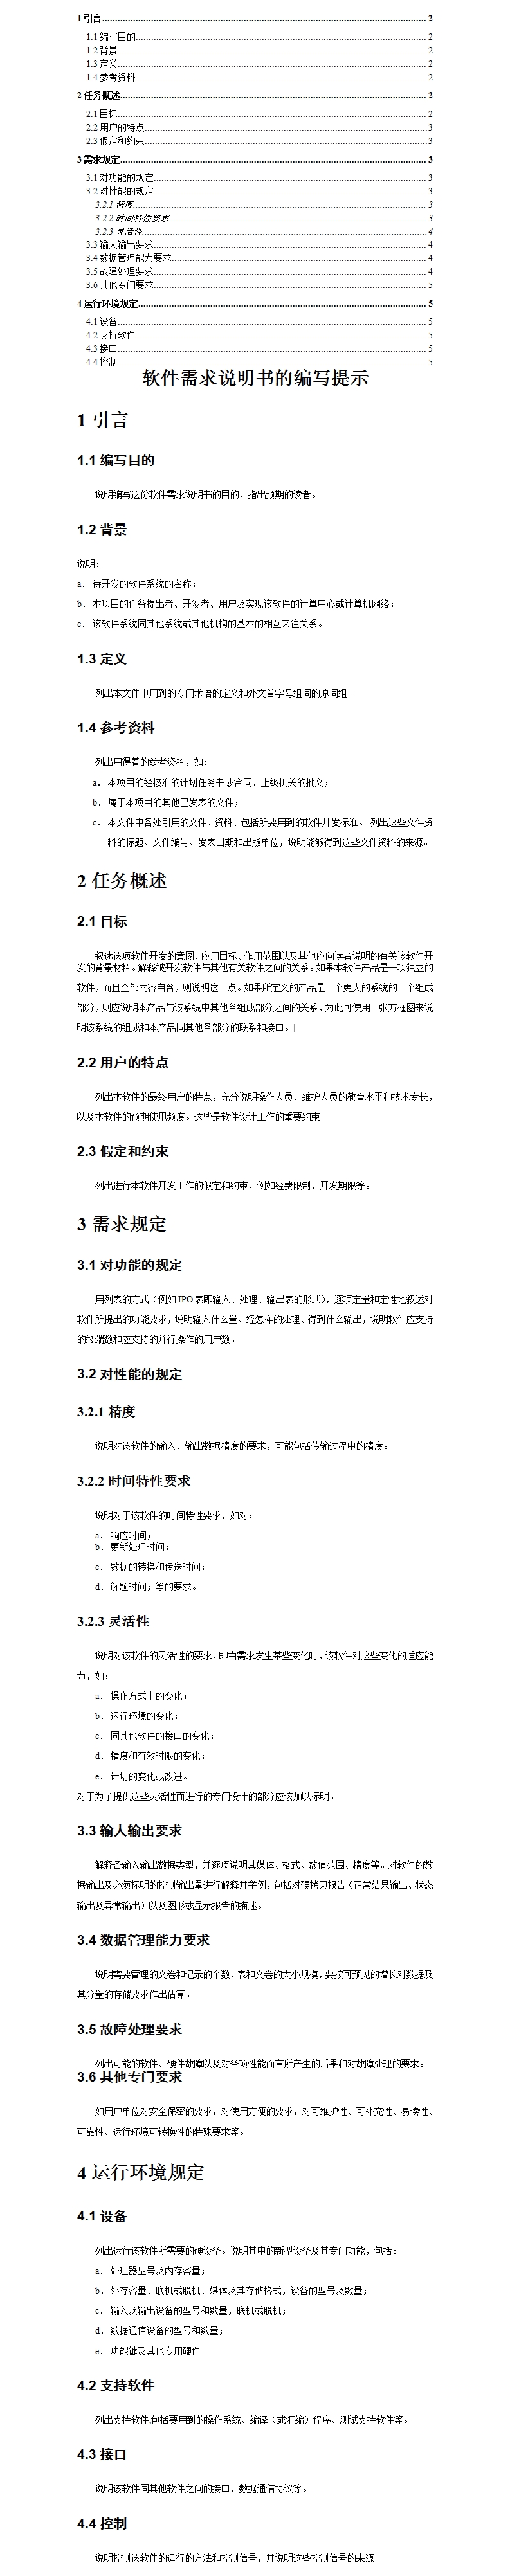 1 引言 2
1.1 编写目的 2
1.2 背景 2
1.3 定义 2
1.4 参考资料 2
2 任务概述 2
2.1 目标 2
2.2 用户的特点 3
2.3 假定和约束 3
3 需求规定 3
3.1 对功能的规定 3
3.2 对性能的规定 3
3.2.1 精度 3
3.2.2 时间特性要求 3
3.2.3 灵活性 4
3.3 输人输出要求 4
3.4 数据管理能力要求 4
3.5 故障处理要求 4
3.6 其他专门要求 5
4 运行环境规定 5
4.1 设备 5
4.2 支持软件 5
4.3 接口 5
4.4 控制 5
软件需求说明书的编写提示
1 引言
1.1 编写目的
说明编写这份软件需求说明书的目的，指出预期的读者。
1.2 背景
说明：
a. 待开发的软件系统的名称；
b. 本项目的任务提出者、开发者、用户及实现该软件的计算中心或计算机网络；
c. 该软件系统同其他系统或其他机构的基本的相互来往关系。
1.3 定义
列出本文件中用到的专门术语的定义和外文首字母组词的原词组。
1.4 参考资料
列出用得着的参考资料，如：
a. 本项目的经核准的计划任务书或合同、上级机关的批文；
b. 属于本项目的其他已发表的文件；
c. 本文件中各处引用的文件、资料、包括所要用到的软件开发标准。 列出这些文件资
料的标题、文件编号、发表日期和出版单位，说明能够得到这些文件资料的来源。
2 任务概述
2.1 目标
叙述该项软件开发的意图、应用目标、作用范围以及其他应向读者说明的有关该软件开
发的背景材料。解释被开发软件与其他有关软件之间的关系。如果本软件产品是一项独立的
软件，而且全部内容自含，则说明这一点。如果所定义的产品是一个更大的系统的一个组成
部分，则应说明本产品与该系统中其他各组成部分之间的关系，为此可使用一张方框图来说
明该系统的组成和本产品同其他各部分的联系和接口。
2.2 用户的特点
列出本软件的最终用户的特点，充分说明操作人员、维护人员的教育水平和技术专长，
以及本软件的预期使甩频度。这些是软件设计工作的重要约束
2.3 假定和约束
列出进行本软件开发工作的假定和约束，例如经费限制、开发期限等。
3 需求规定
3.1 对功能的规定
用列表的方式（例如 IPO 表即输入、处理、输出表的形式），逐项定量和定性地叙述对
软件所提出的功能要求，说明输入什么量、经怎样的处理、得到什么输出，说明软件应支持
的终端数和应支持的并行操作的用户数。
3.2 对性能的规定
3.2.1 精度
说明对该软件的输入、输出数据精度的要求，可能包括传输过程中的精度。
3.2.2 时间特性要求
说明对于该软件的时间特性要求，如对：
a. 响应时间；
b. 更新处理时间；
c. 数据的转换和传送时间；
d. 解题时间；等的要求。
3.2.3 灵活性
说明对该软件的灵活性的要求，即当需求发生某些变化时，该软件对这些变化的适应能
力，如：
a. 操作方式上的变化；
b. 运行环境的变化；
c. 同其他软件的接口的变化；
d. 精度和有效时限的变化；
e. 计划的变化或改进。
对于为了提供这些灵活性而进行的专门设计的部分应该加以标明。
3.3 输人输出要求
解释各输入输出数据类型，并逐项说明其媒体、格式、数值范围、精度等。对软件的数
据输出及必须标明的控制输出量进行解释并举例，包括对硬拷贝报告（正常结果输出、状态
输出及异常输出）以及图形或显示报告的描述。
3.4 数据管理能力要求
说明需要管理的文卷和记录的个数、表和文卷的大小规模，要按可预见的增长对数据及
其分量的存储要求作出估算。
3.5 故障处理要求
列出可能的软件、硬件故障以及对各项性能而言所产生的后果和对故障处理的要求。
3.6 其他专门要求
如用户单位对安全保密的要求，对使用方便的要求，对可维护性、可补充性、易读性、
可靠性、运行环境可转换性的特殊要求等。
4 运行环境规定
4.1 设备
列出运行该软件所需要的硬设备。说明其中的新型设备及其专门功能，包括：
a. 处理器型号及内存容量；
b. 外存容量、联机或脱机、媒体及其存储格式，设备的型号及数量；
c. 输入及输出设备的型号和数量，联机或脱机；
d. 数据通信设备的型号和数量；
e. 功能键及其他专用硬件
4.2 支持软件
列出支持软件,包括要用到的操作系统、编译（或汇编）程序、测试支持软件等。
4.3 接口
说明该软件同其他软件之间的接口、数据通信协议等。
4.4 控制
说明控制该软件的运行的方法和控制信号，并说明这些控制信号的来源。